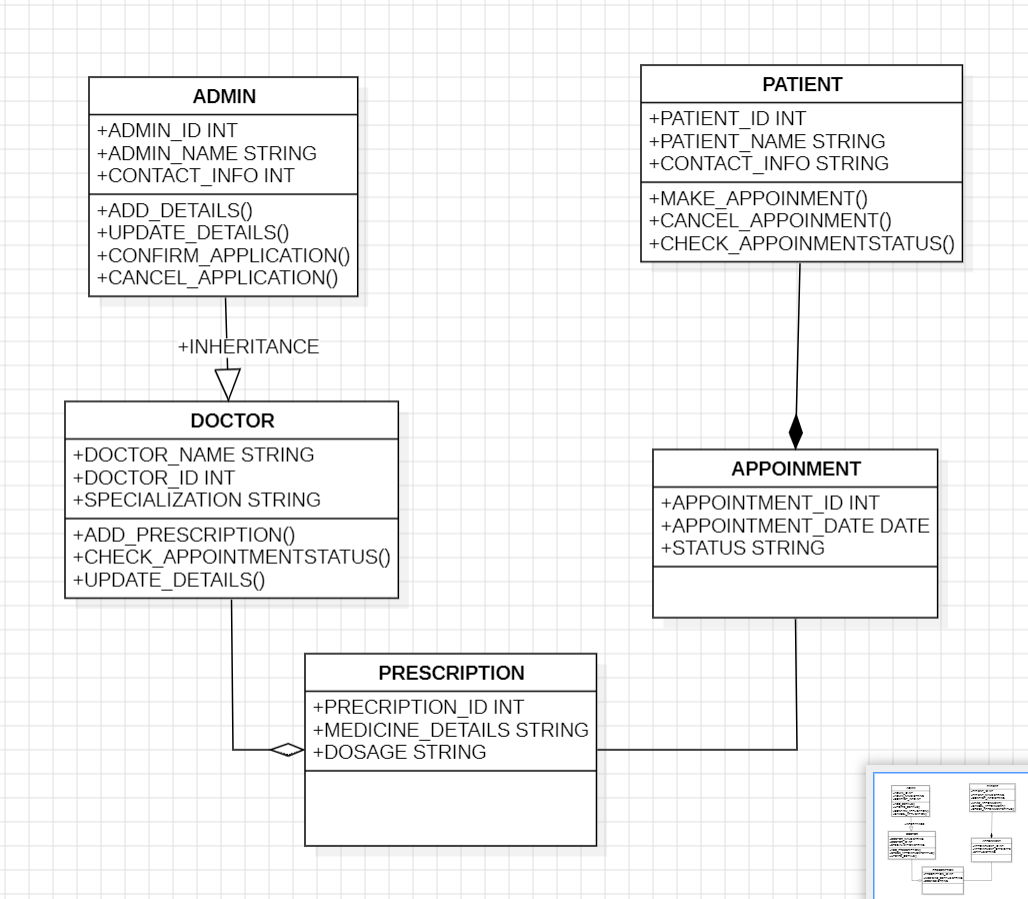 ADMIN
+ADMIN_ID INT
+ADMIN_NAME STRING
+CONTACT_INFO INT
+ADD_DETAILS()
+UPDATE_DETAILS()
+CONFIRM_APPLICATION()
+CANCEL_APPLICATION()
PATIENT
+PATIENT_ID INT
+PATIENT_NAME STRING
+CONTACT_INFO STRING
+MAKE_APPOINMENT()
+CANCEL_APPOINMENT()
+CHECK_APPOINMENTSTATUS()
+INHERITANCE
DOCTOR
+DOCTOR_NAME STRING
+DOCTOR_ID INT
+SPECIALIZATION STRING
+ADD_PRESCRIPTION()
+CHECK_APPOINTMENTSTATUS()
+UPDATE_DETAILS()
APPOINMENT
+APPOINTMENT_ID INT
+APPOINTMENT_DATE DATE
+STATUS STRING
PRESCRIPTION
+PRECRIPTION_ID INT
+MEDICINE_DETAILS STRING
+DOSAGE STRING